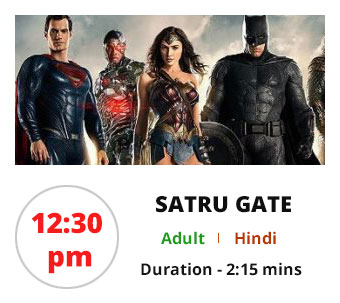 12:30
pm
SATRU GATE
Adult | Hindi
Duration - 2:15 mins